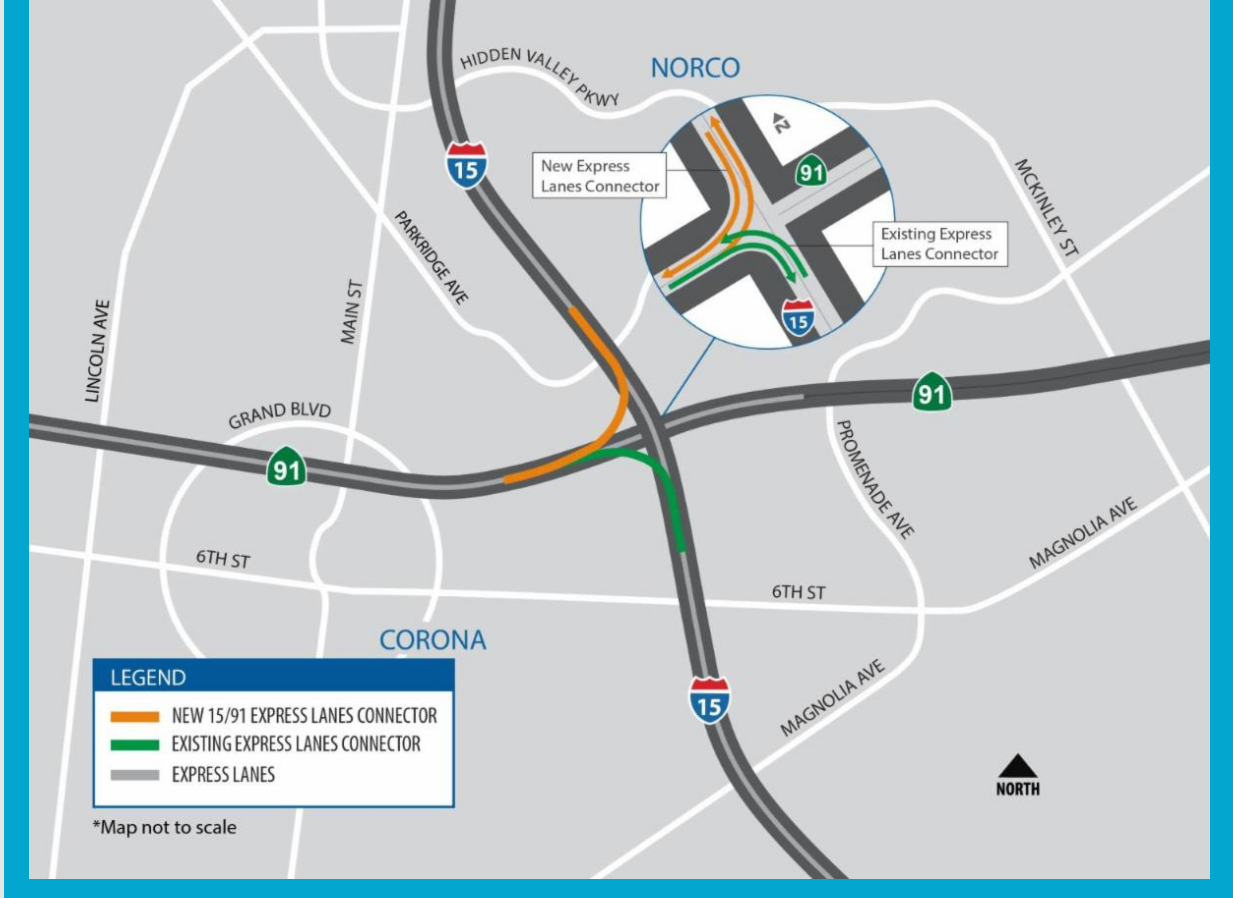 HIDDEN VALLEY PKWY
NORCO
N
15
New Express
Lanes Connector
91
MCKINLEY ST
PARKRIDGE AVE
Existing Express
Lanes Connector
MAIN ST
15
LINCOLN AVE
GRAND BLVD
91
91
PROMENADE AVE
MAGNOLIA AVE
6TH ST
6TH ST
CORONA
LEGEND
NEW 15/91 EXPRESS LANES CONNECTOR
EXISTING EXPRESS LANES CONNECTOR
EXPRESS LANES
15
MAGNOLIA AVE
NORTH
*Map not to scale